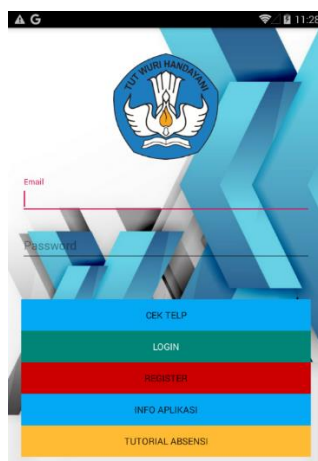 G
11:28
TUT WURI HANDAYANI
Email
Password
CEK TELP
LOGIN
REGISTER
INFO APLIKASI
TUTORIAL ABSENSI